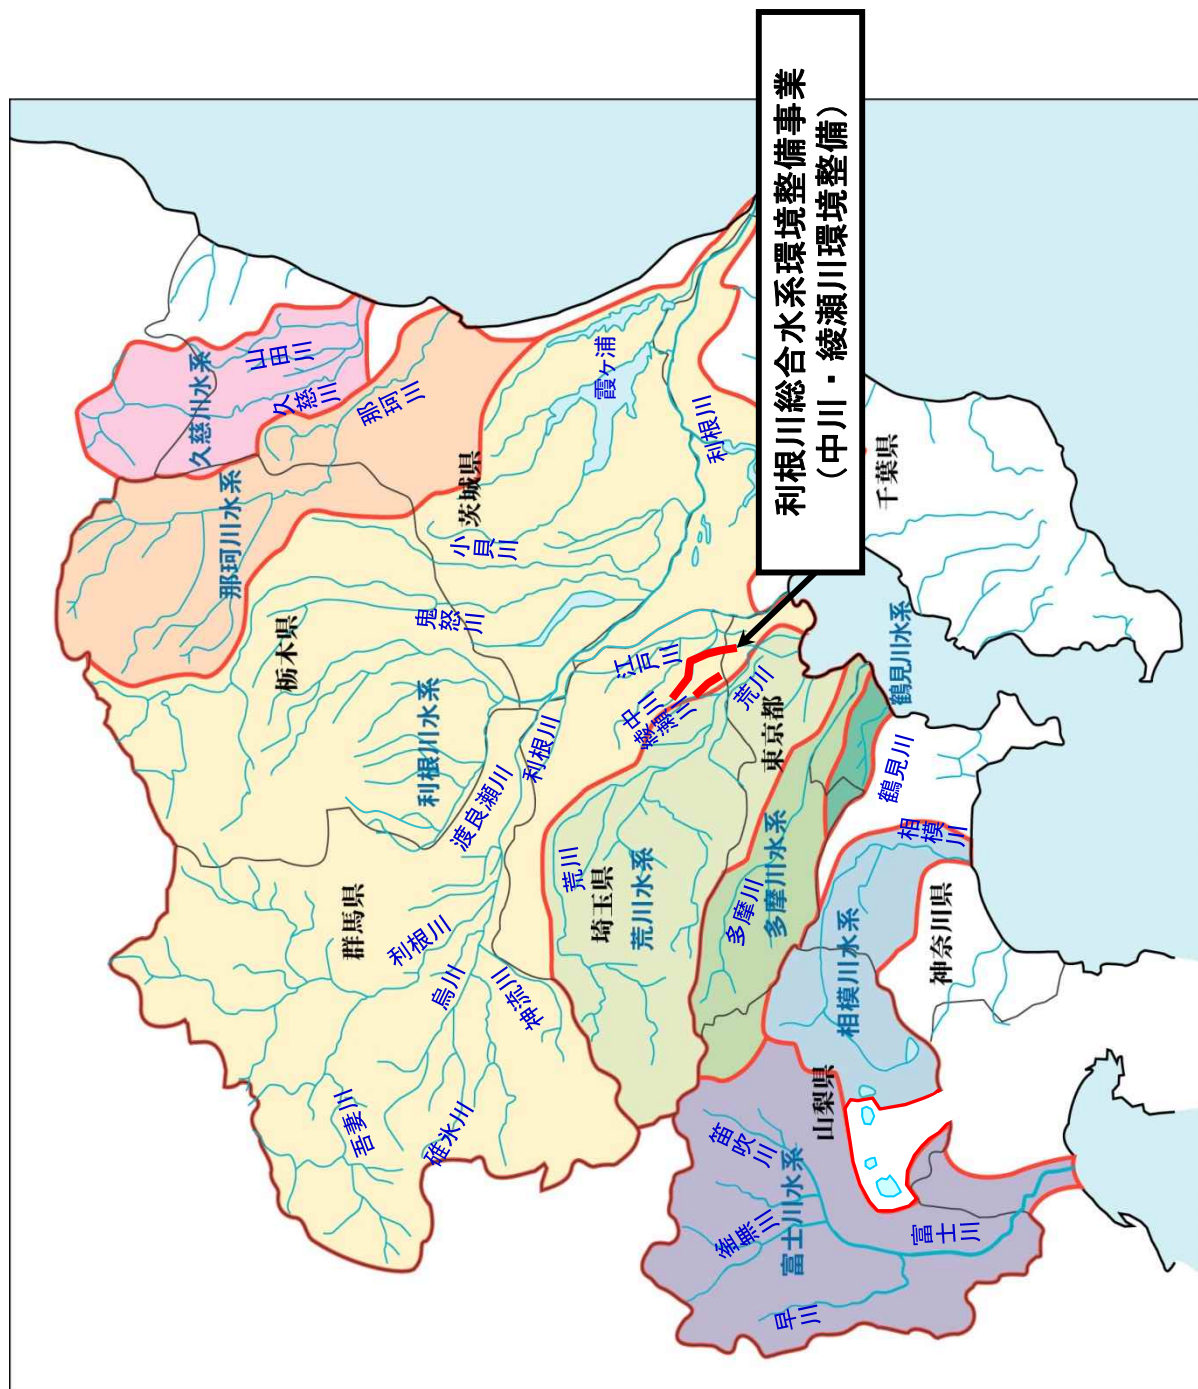 利根川総合水系環境整備事業
（中川・綾瀬川環境整備）
久慈川水系
山田川
久慈川
那珂川
那珂川水系
茨城県
霞ヶ浦
利根川
小貝川
鬼怒川
栃木県
利根川水系
渡良瀬川
利根川
江戸川
中川
綾瀬川
荒川
東京都
千葉県
鶴見川水系
鶴見川
群馬県
利根川
烏川
神流川
吾妻川
碓氷川
荒川
埼玉県
荒川水系
多摩川
多摩川水系
相模川
相模川水系
神奈川県
山梨県
笛吹川
富士川水系
釜無川
富士川
早川